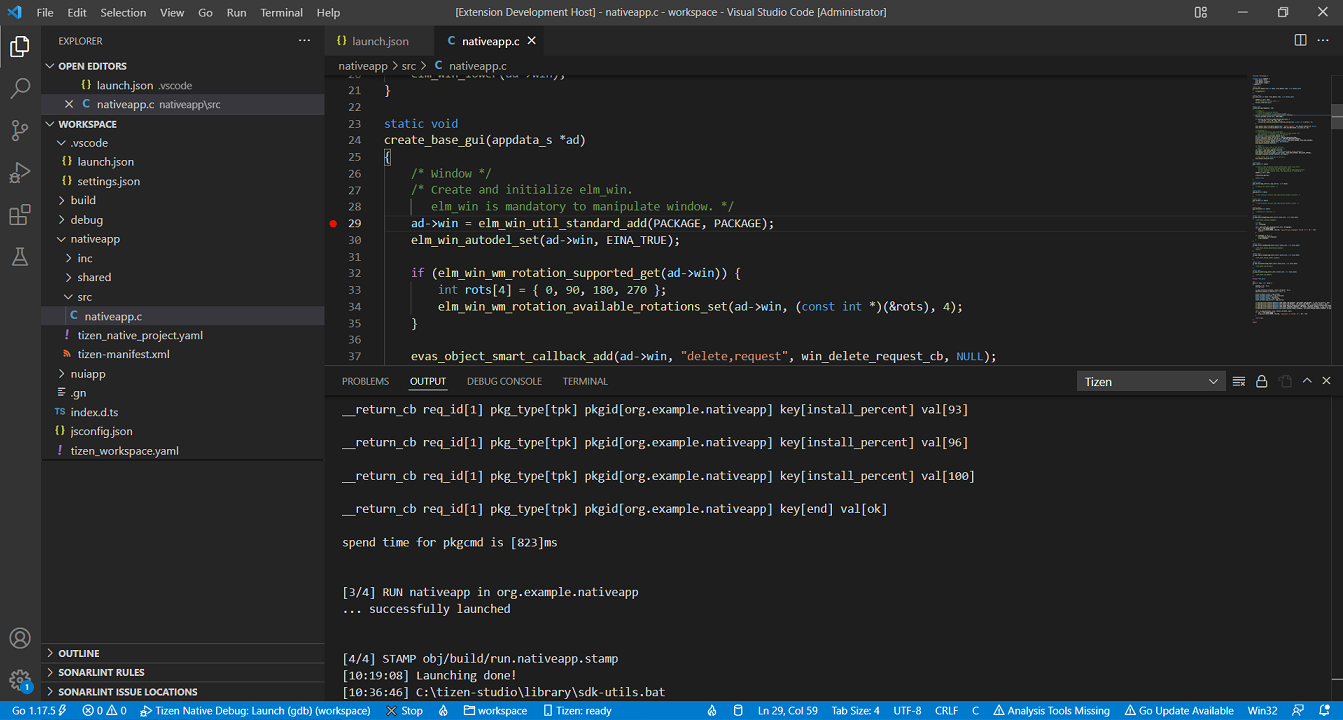 File Edit Selection View Go Run Terminal Help
[Extension Development Host] - nativeapp.c - workspace - Visual Studio Code [Administrator]
EXPLORER
OPEN EDITORS
{} launch.json .vscode
C nativeapp.c nativeapp\src
WORKSPACE
.vscode
{} launch.json
{} settings.json
build
debug
nativeapp
inc
shared
src
C nativeapp.c
! tizen_native_project.yaml
tizen-manifest.xml
nuiapp
.gn
TS index.d.ts
{} jsconfig.json
! tizen_workspace.yaml
OUTLINE
SONARLINT RULES
SONARLINT ISSUE LOCATIONS
1
{} launch.json
C nativeapp.c
nativeapp > src > C nativeapp.c
20 elm_win_lower(ad->win);
21 }
22
23 static void
24 create_base_gui(appdata_s *ad)
25 {
26 /* Window */
27 /* Create and initialize elm_win.
28 elm_win is mandatory to manipulate window. */
29 ad->win = elm_win_util_standard_add(PACKAGE, PACKAGE);
30 elm_win_autodel_set(ad->win, EINA_TRUE);
31
32 if (elm_win_wm_rotation_supported_get(ad->win)) {
33 int rots[4] = { 0, 90, 180, 270 };
34 elm_win_wm_rotation_available_rotations_set(ad->win, (const int *)(&rots), 4);
35 }
36
37 evas_object_smart_callback_add(ad->win, "delete,request", win_delete_request_cb, NULL);
PROBLEMS OUTPUT DEBUG CONSOLE TERMINAL
Tizen
__return_cb req_id[1] pkg_type[tpk] pkgid[org.example.nativeapp] key[install_percent] val[93]
__return_cb req_id[1] pkg_type[tpk] pkgid[org.example.nativeapp] key[install_percent] val[96]
__return_cb req_id[1] pkg_type[tpk] pkgid[org.example.nativeapp] key[install_percent] val[100]
__return_cb req_id[1] pkg_type[tpk] pkgid[org.example.nativeapp] key[end] val[ok]
spend time for pkgcmd is [823]ms
[3/4] RUN nativeapp in org.example.nativeapp
... successfully launched
[4/4] STAMP obj/build/run.nativeapp.stamp
[10:19:08] Launching done!
[10:36:46] C:\tizen-studio\library\sdk-utils.bat
Go 1.17.5 0 0 Tizen Native Debug: Launch (gdb) (workspace) Stop workspace Tizen: ready Ln 29, Col 59 Tab Size: 4 UTF-8 CRLF C Analysis Tools Missing Go Update Available Win32